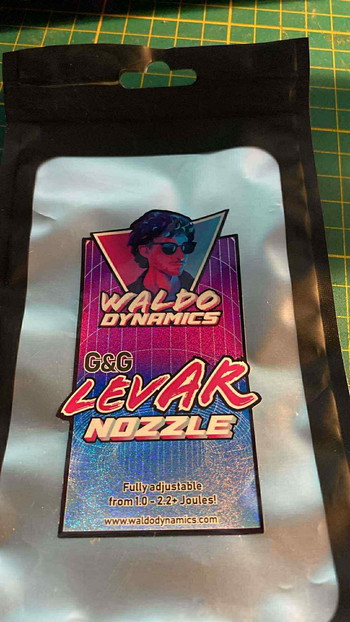 WALDO
DYNAMICS
G&G
LEVAR
NOZZLE
Fully adjustable
from 1.0 - 2.2+ Joules!
www.waldodynamics.com